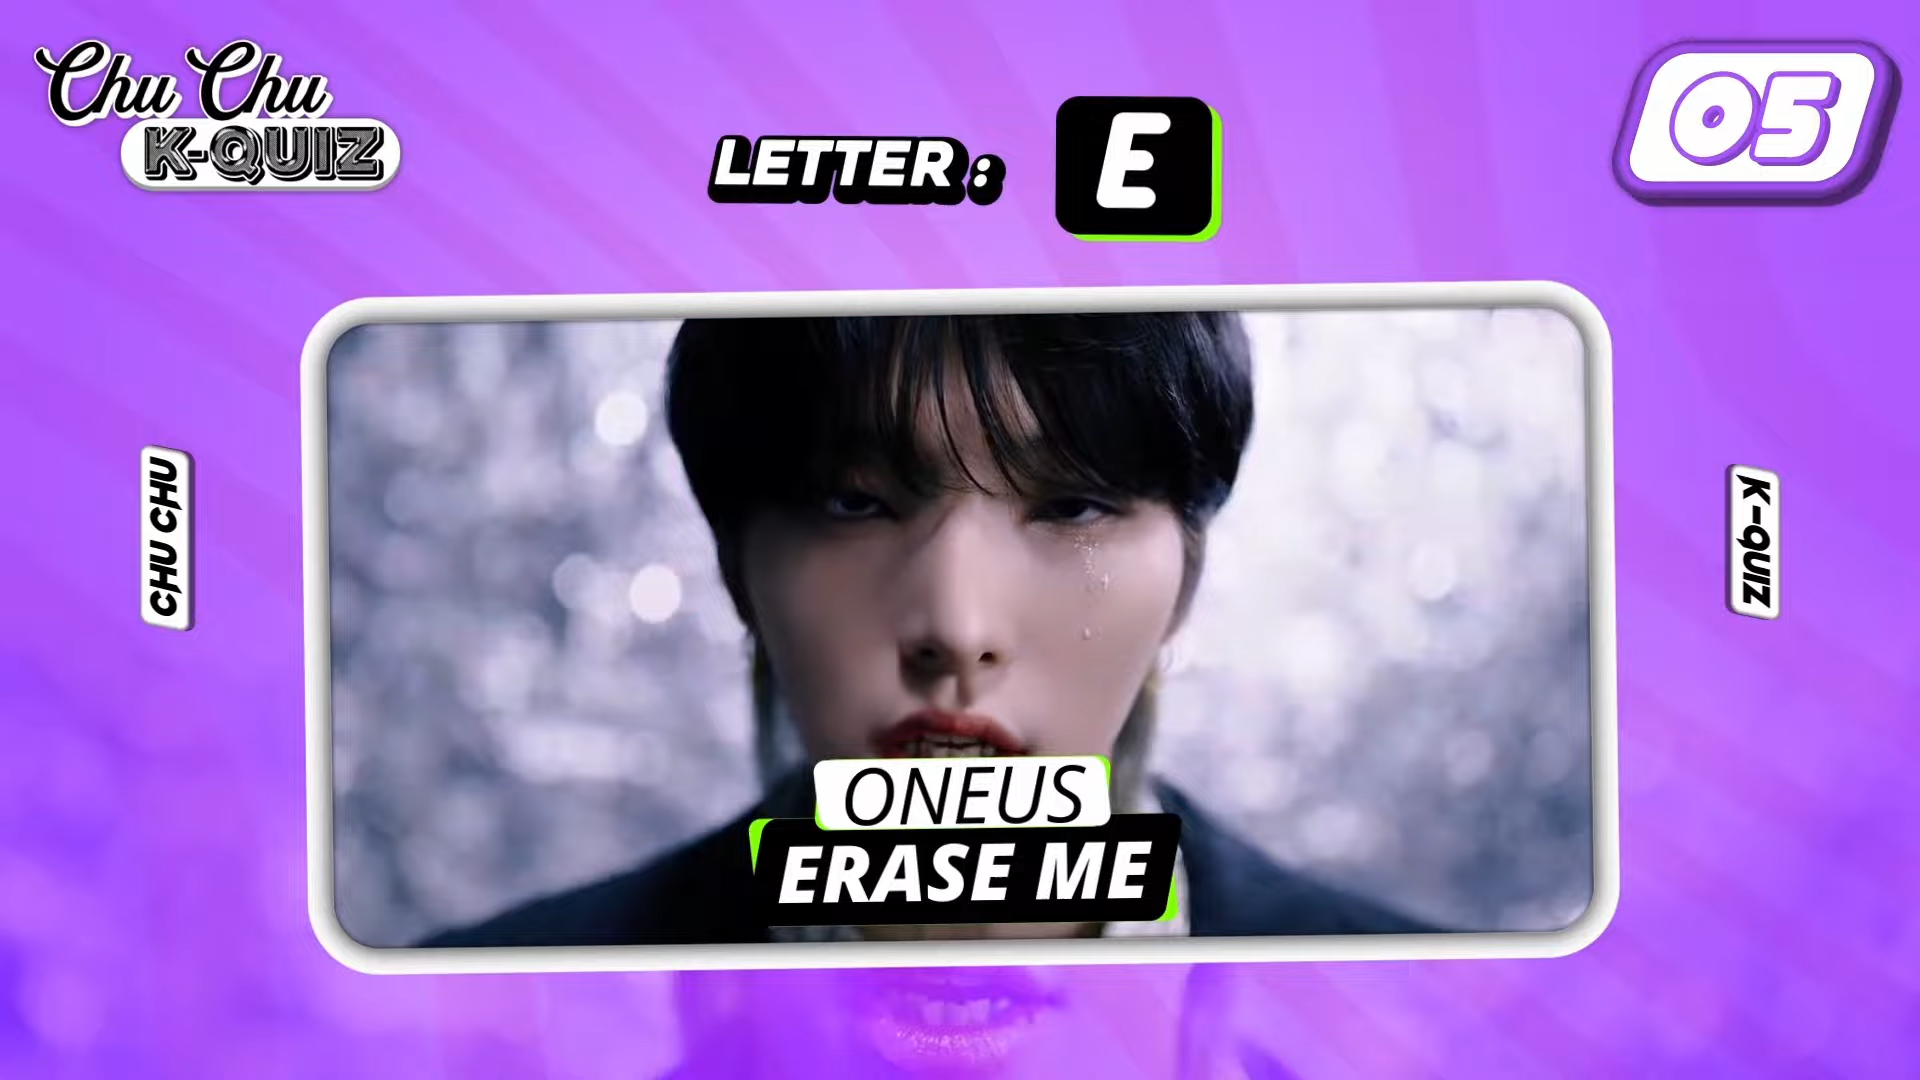 Chu Chu
K-QUIZ
LETTER :
E
05
CHU CHU
K-QUIZ
ONEUS
ERASE ME